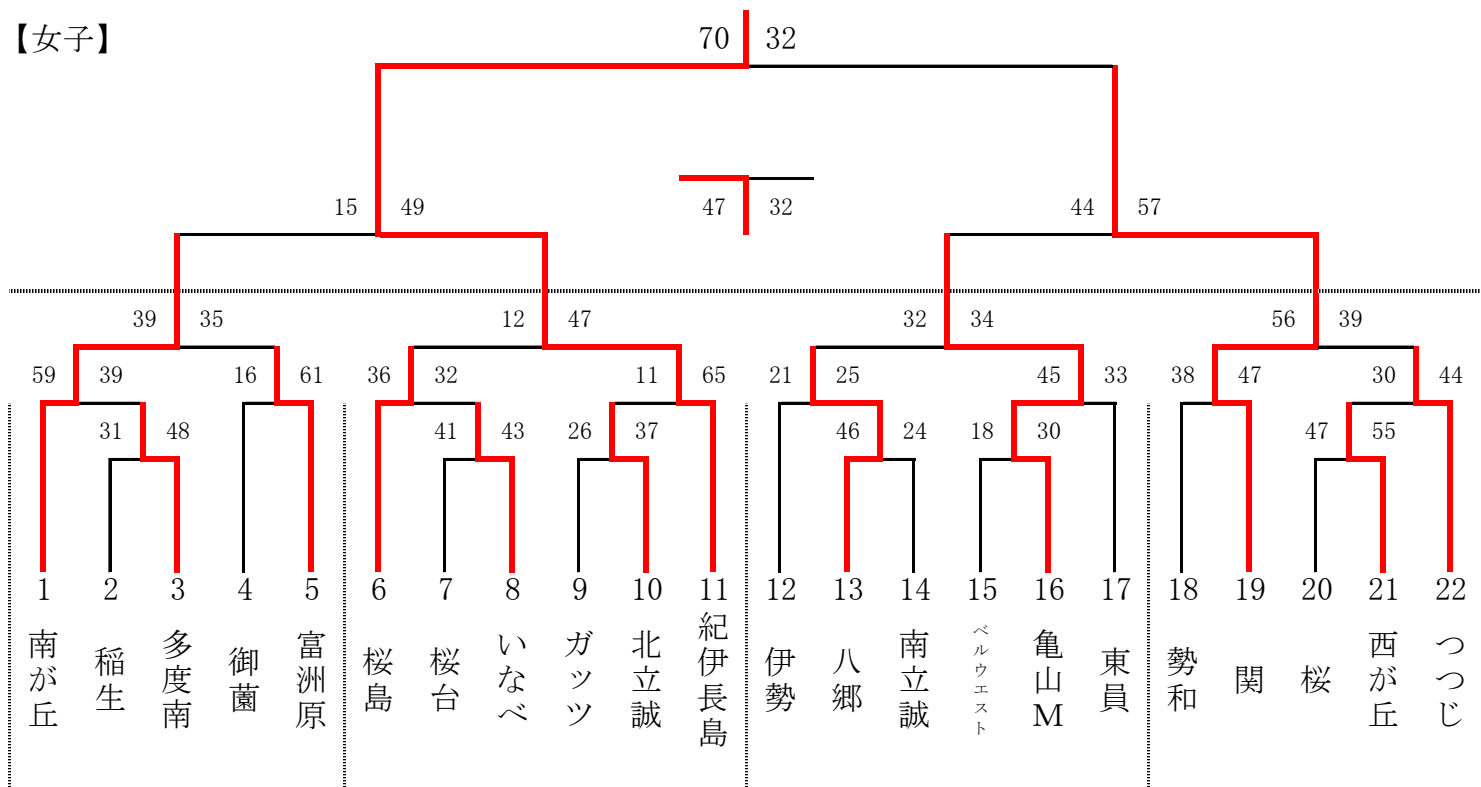 【女子】
70 32
15 49 47 32 44 57
39 35 12 47 32 34 56 39
59 39 16 61 36 32 11 65 21 25 45 33 38 47 30 44
31 48 41 43 26 37 46 24 18 30 47 55
1 2 3 4 5 6 7 8 9 10 11 12 13 14 15 16 17 18 19 20 21 22
南が丘
稲生
多度南
御薗
富洲原
桜島
桜台
いなべ
ガッツ
北立誠
紀伊長島
伊勢
八郷
南立誠
ベルウエスト
亀山M
東員
勢和
関
桜
西が丘
つつじ